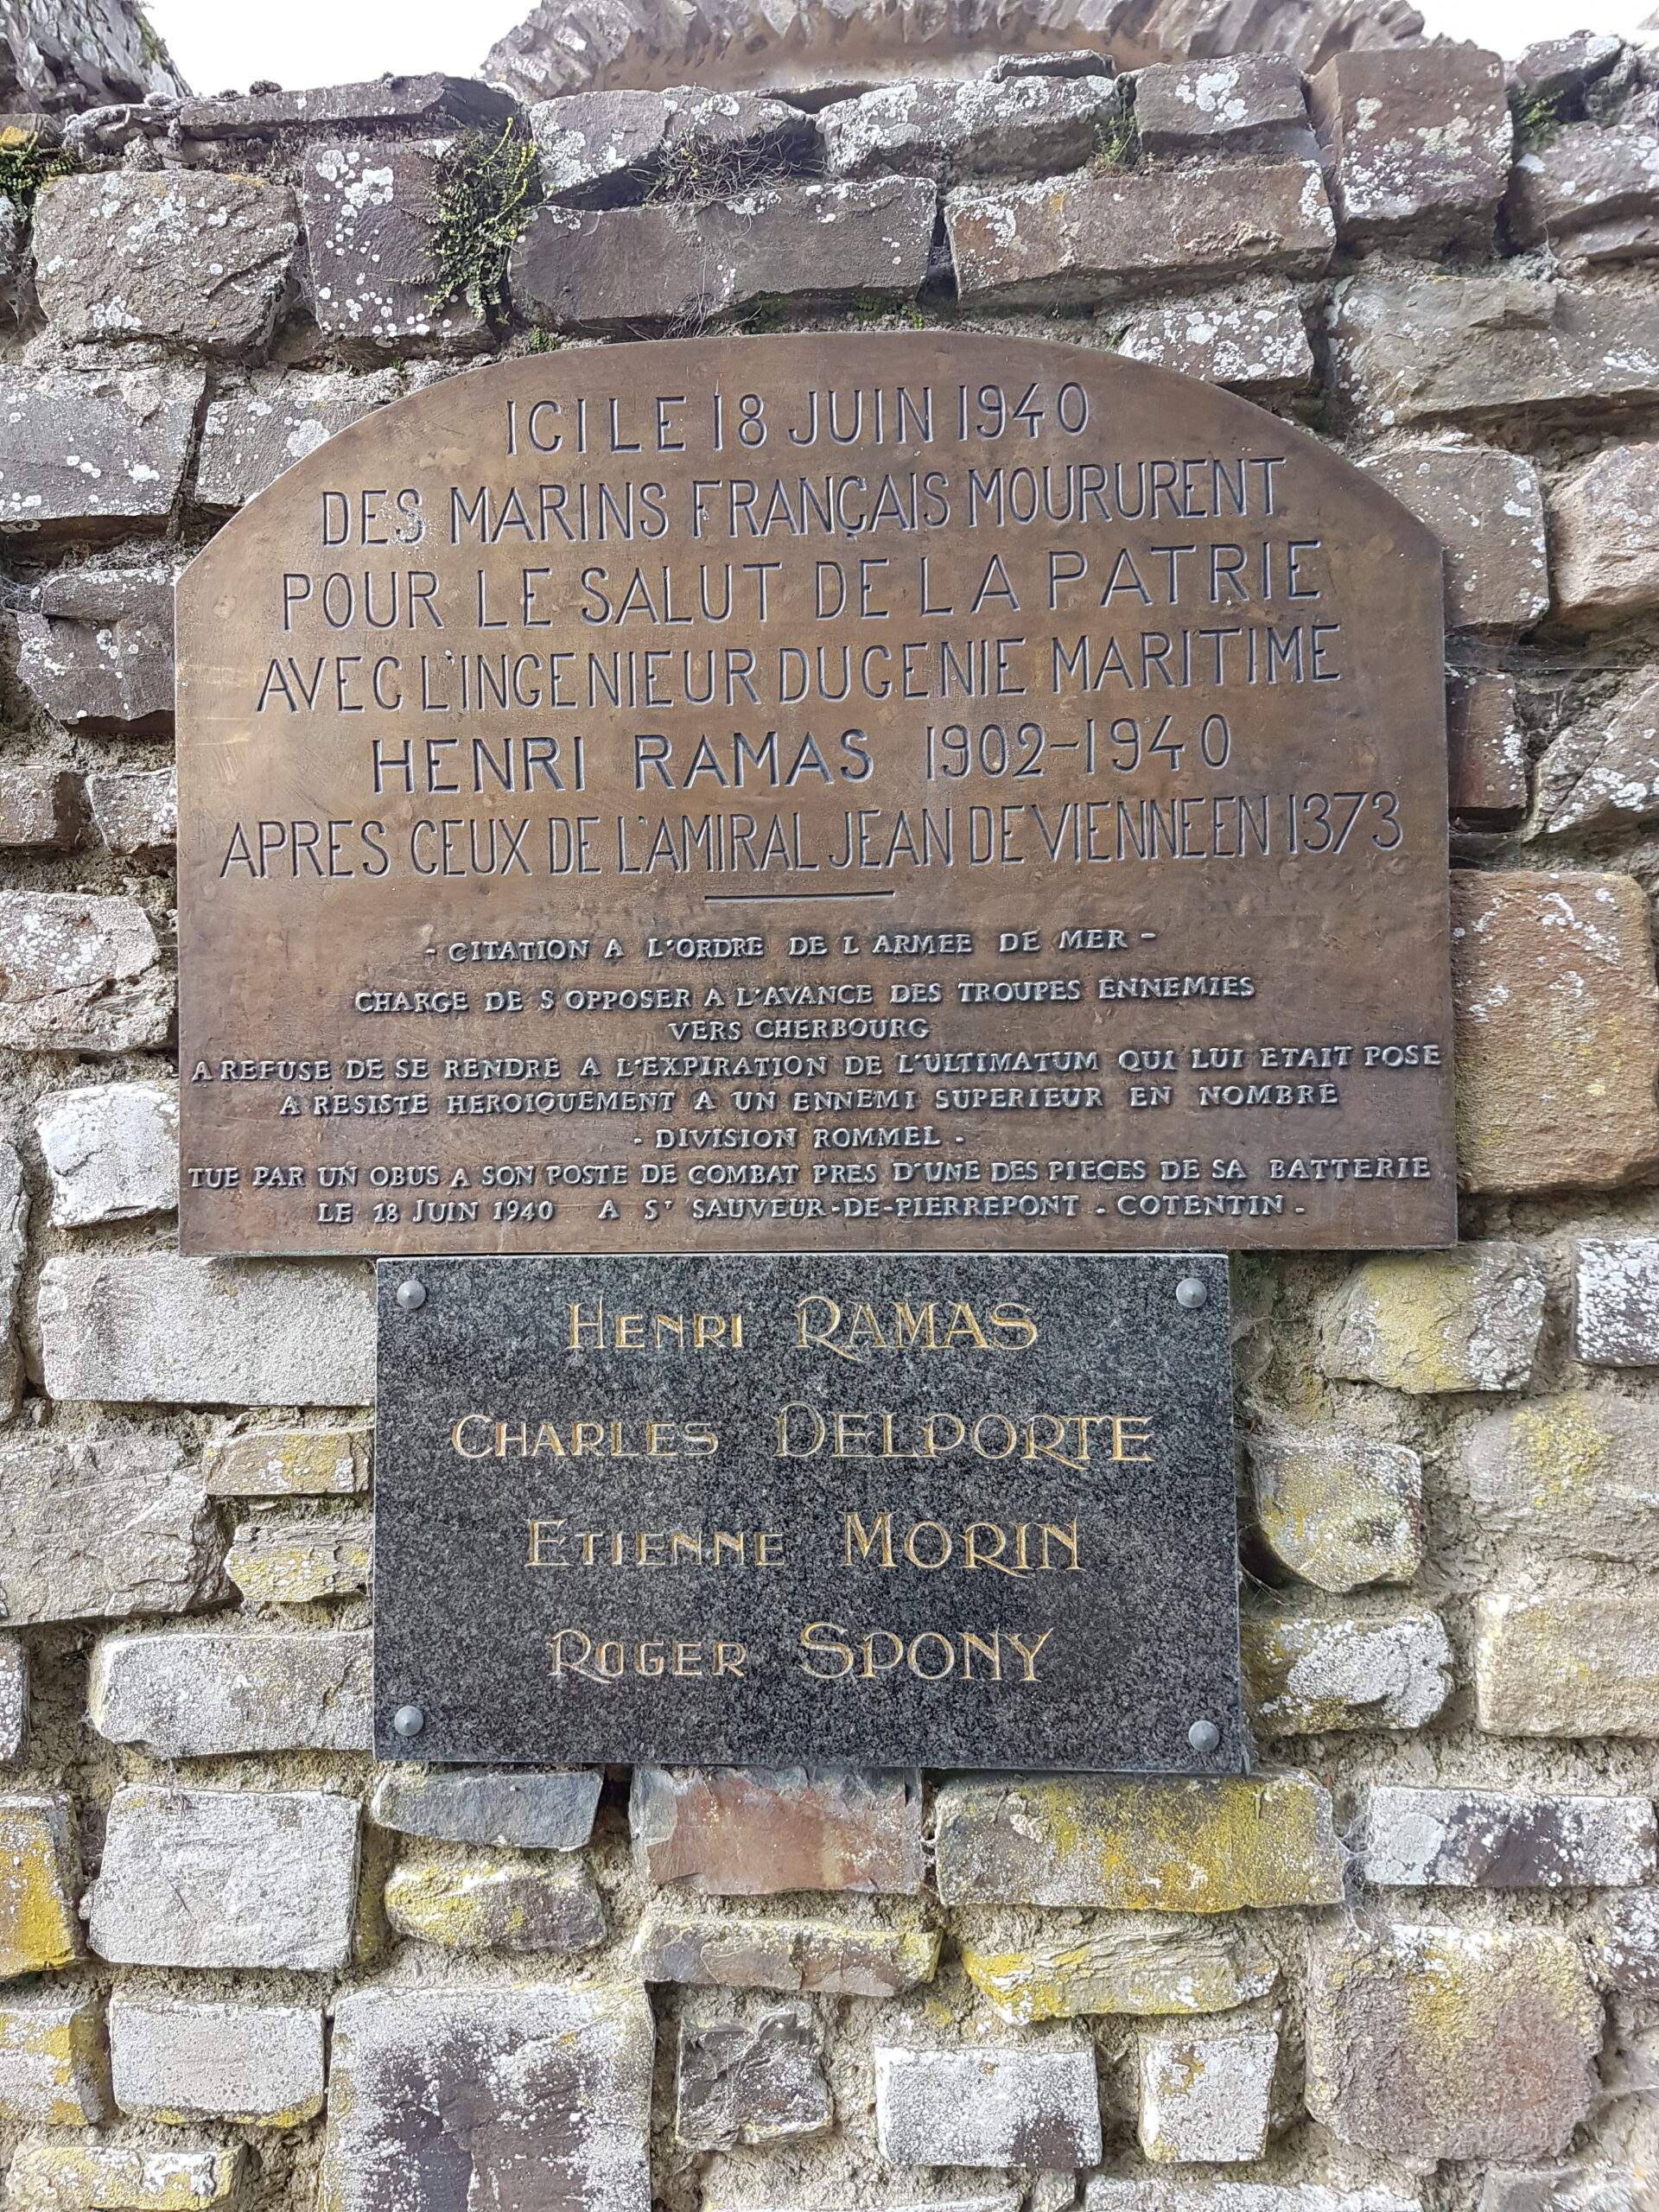 ICI LE 18 JUIN 1940
DES MARINS FRANÇAIS MOURURENT
POUR LE SALUT DE LA PATRIE
AVEC L'INGENIEUR DU GENIE MARITIME
HENRI RAMAS 1902-1940
APRES CEUX DE L'AMIRAL JEAN DE VIENNE EN 1373
- CITATION A L'ORDRE DE L ARMEE DE MER -
CHARGE DE S OPPOSER A L'AVANCE DES TROUPES ENNEMIES
VERS CHERBOURG
A REFUSE DE SE RENDRE A L'EXPIRATION DE L'ULTIMATUM QUI LUI ETAIT POSE
A RESISTE HEROIQUEMENT A UN ENNEMI SUPERIEUR EN NOMBRE
- DIVISION ROMMEL -
TUE PAR UN OBUS A SON POSTE DE COMBAT PRES D'UNE DES PIECES DE SA BATTERIE
LE 18 JUIN 1940 A ST SAUVEUR-DE-PIERREPONT - COTENTIN -
HENRI RAMAS
CHARLES DELPORTE
ETIENNE MORIN
ROGER SPONY